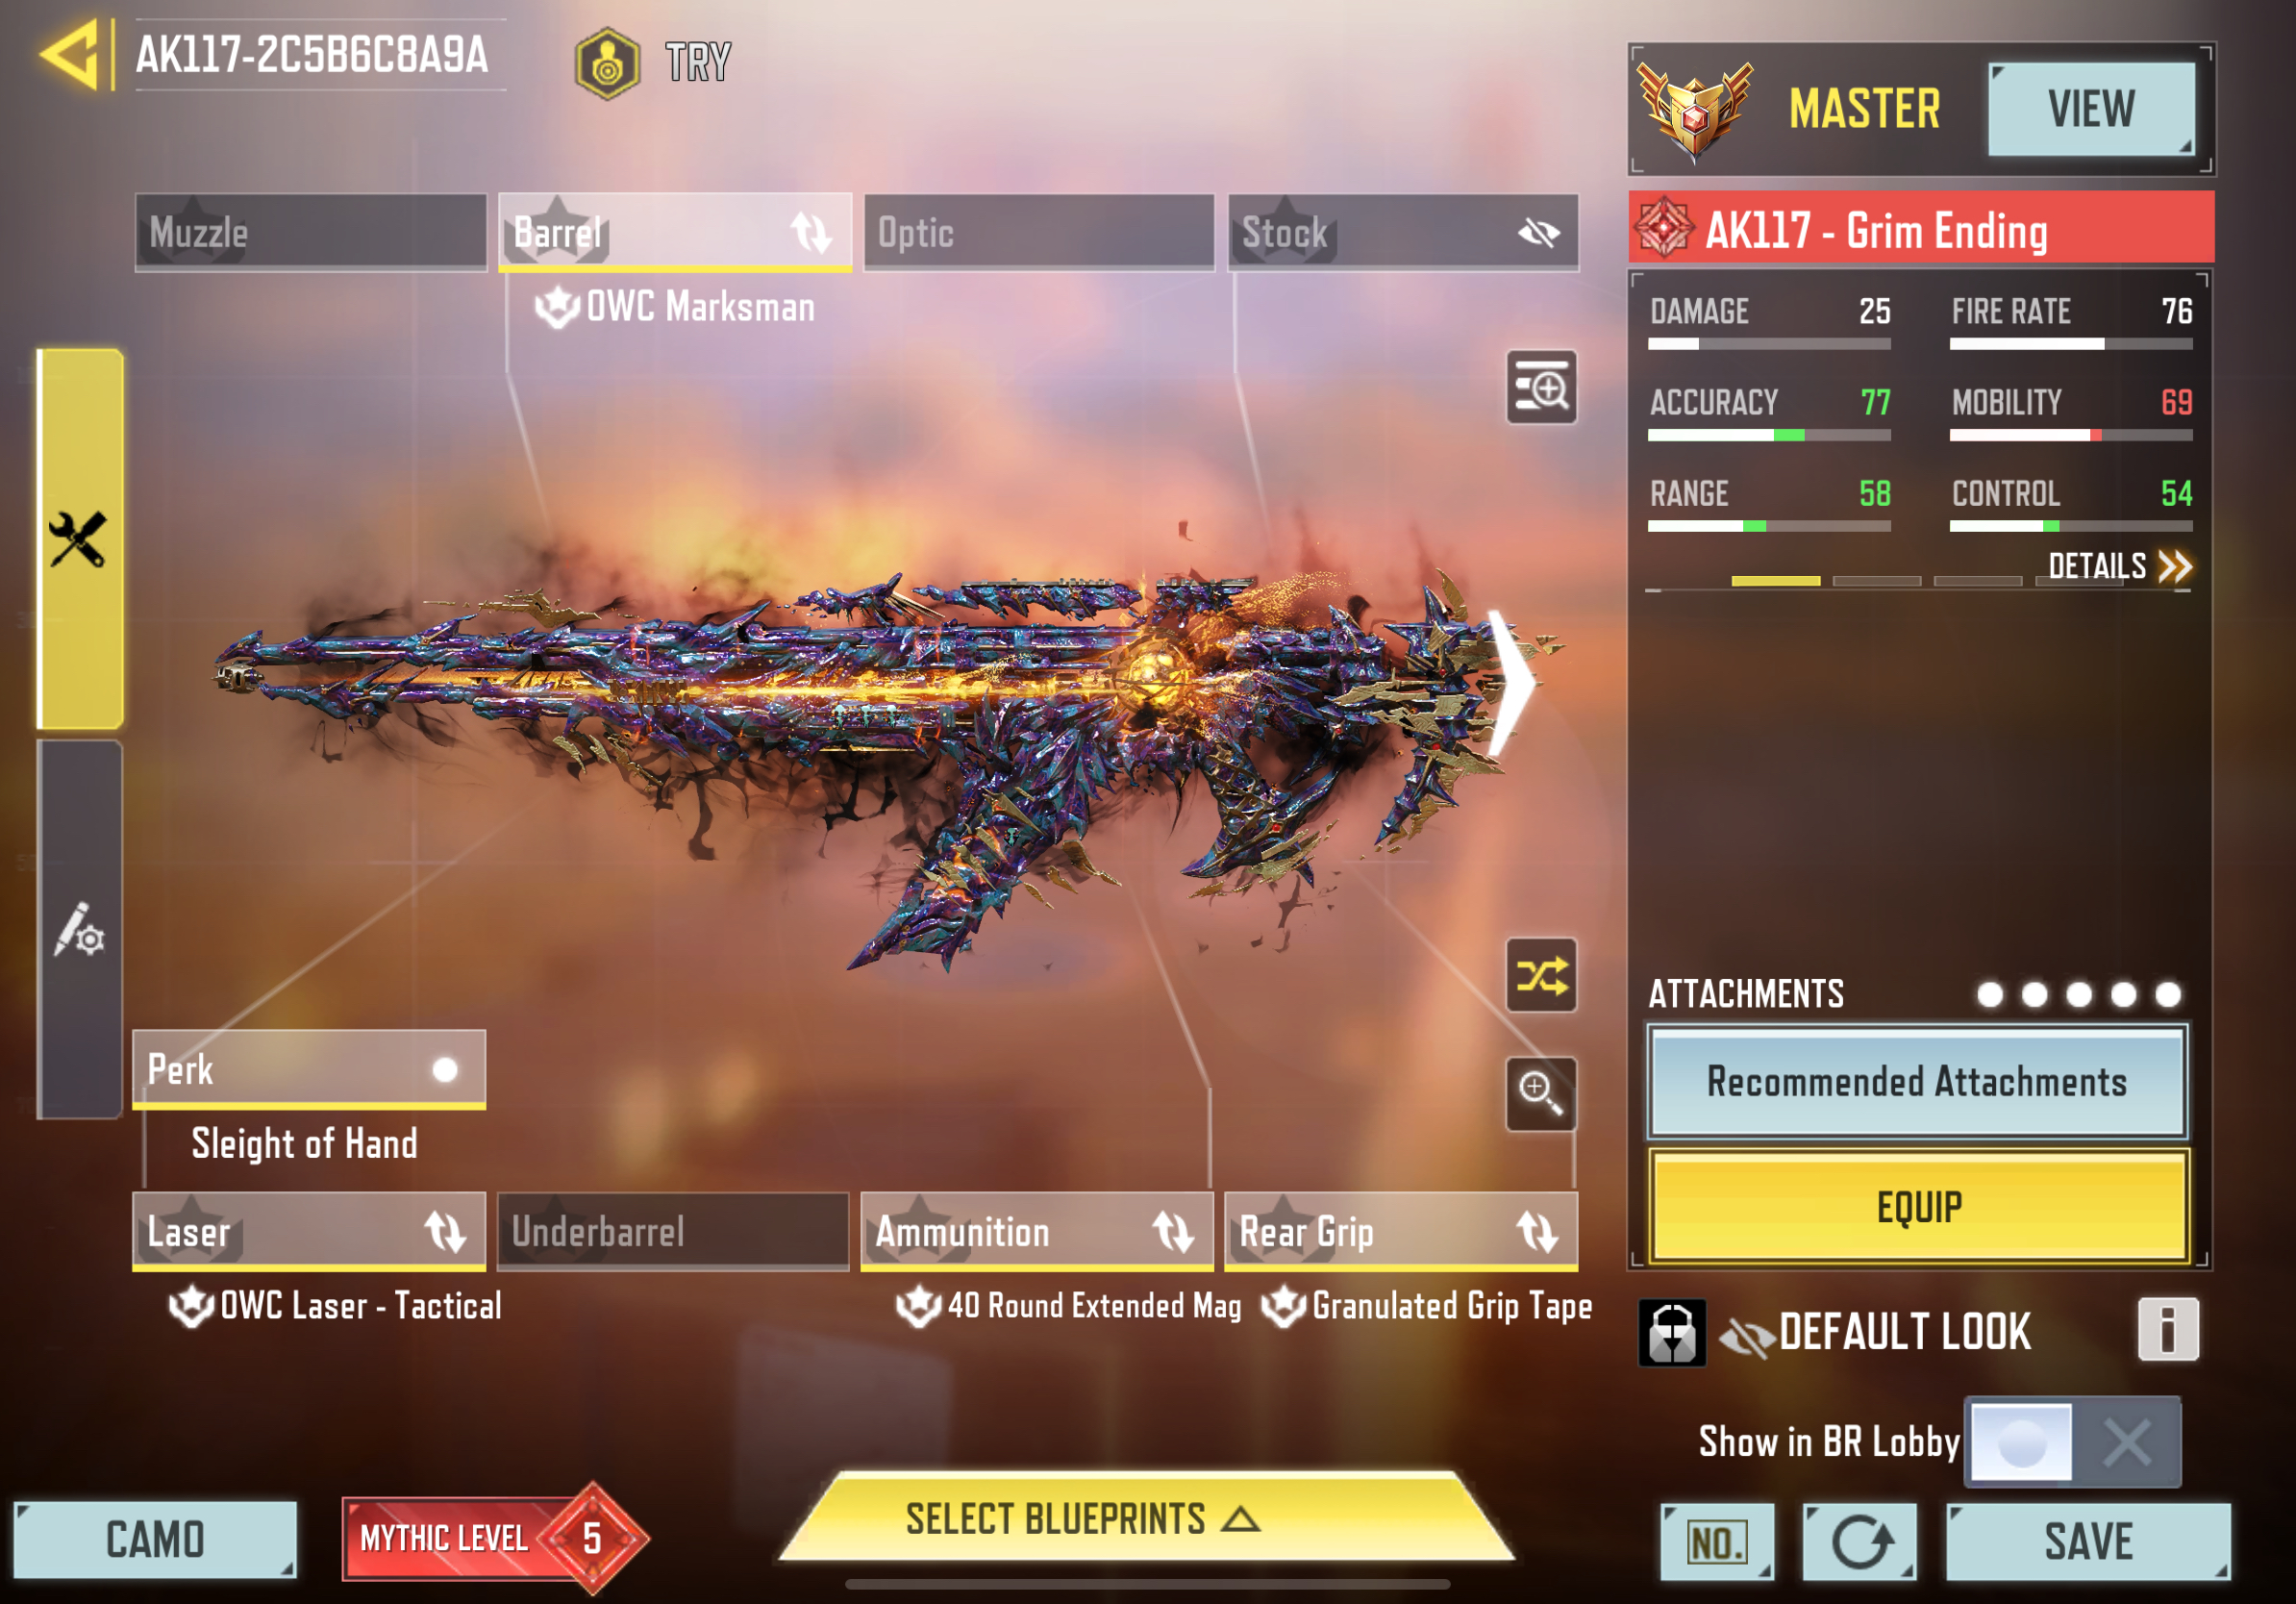 AK117-2C5B6C8A9A
TRY
MASTER
VIEW
Muzzle
Barrel
Optic
Stock
OWC Marksman
AK117 - Grim Ending
DAMAGE 25
FIRE RATE 76
ACCURACY 77
MOBILITY 69
RANGE 58
CONTROL 54
DETAILS
ATTACHMENTS
Recommended Attachments
EQUIP
Perk
Sleight of Hand
Laser
Underbarrel
Ammunition
Rear Grip
OWC Laser - Tactical
40 Round Extended Mag
Granulated Grip Tape
DEFAULT LOOK
i
Show in BR Lobby
CAMO
MYTHIC LEVEL 5
SELECT BLUEPRINTS
NO.
SAVE